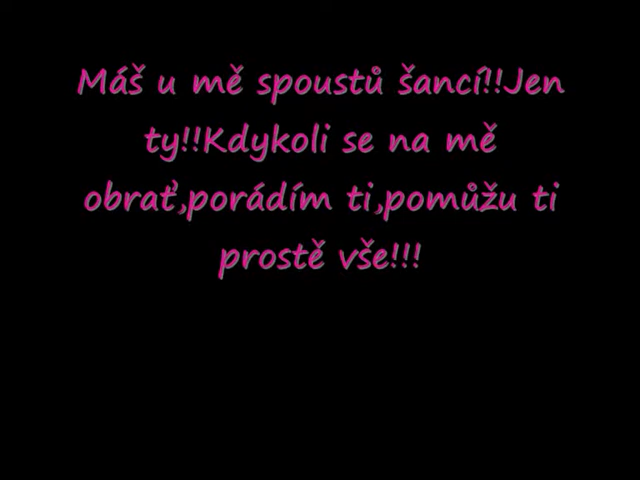 Máš u mě spoustů šancí!!Jen
ty!!Kdykoli se na mě
obrať,porádím ti,pomůžu ti
prostě vše!!!